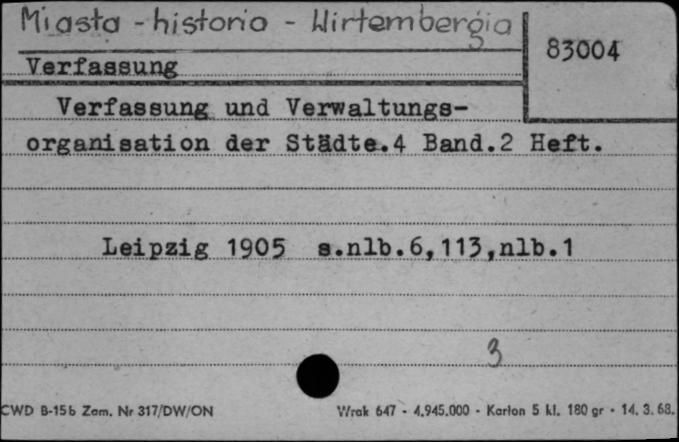 Miasta - historia - Wirtembergia
83004
Verfassung
Verfassung und Verwaltungs-
organisation der Städte.4 Band.2 Heft.
Leipzig 1905 s.nlb.6,113,nlb.1
3
CWD B-15b Zam. Nr 317/DW/ON Wrak 647 - 4.945.000 - Karton 5 kl. 180 gr - 14. 3. 68.